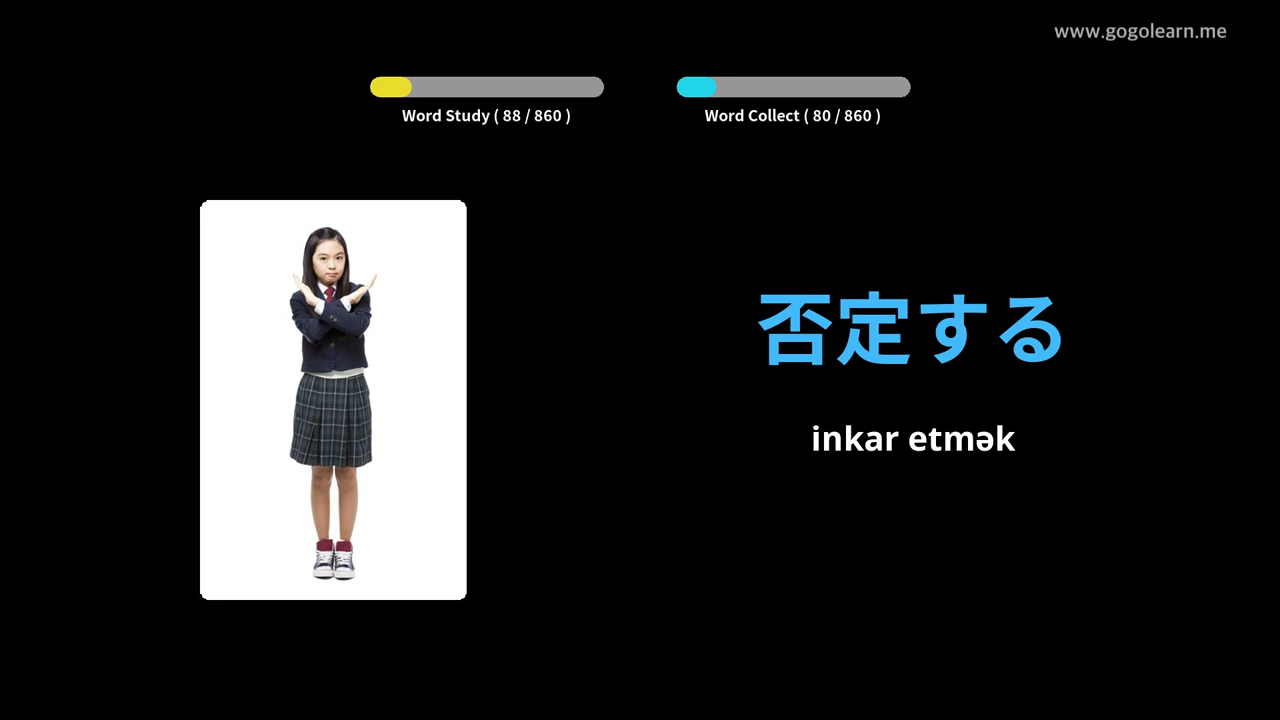 www.gogolearn.me
Word Study ( 88 / 860 )
Word Collect ( 80 / 860 )
否定する
inkar etmək